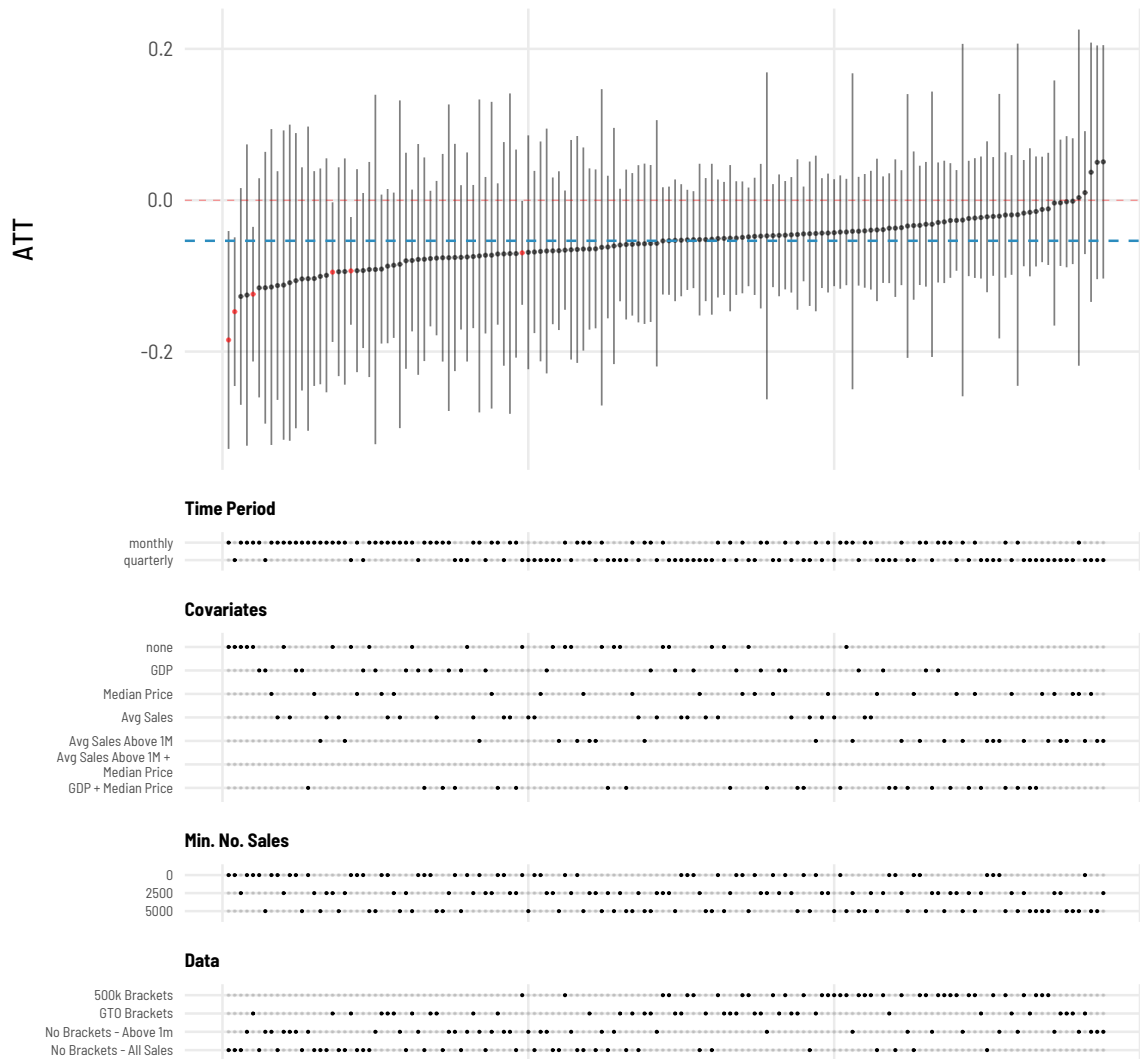 0.2
0.0
-0.2
ATT
Time Period
monthly
quarterly
Covariates
none
GDP
Median Price
Avg Sales
Avg Sales Above 1M
Avg Sales Above 1M +
Median Price
GDP + Median Price
Min. No. Sales
0
2500
5000
Data
500k Brackets
GTO Brackets
No Brackets - Above 1m
No Brackets - All Sales